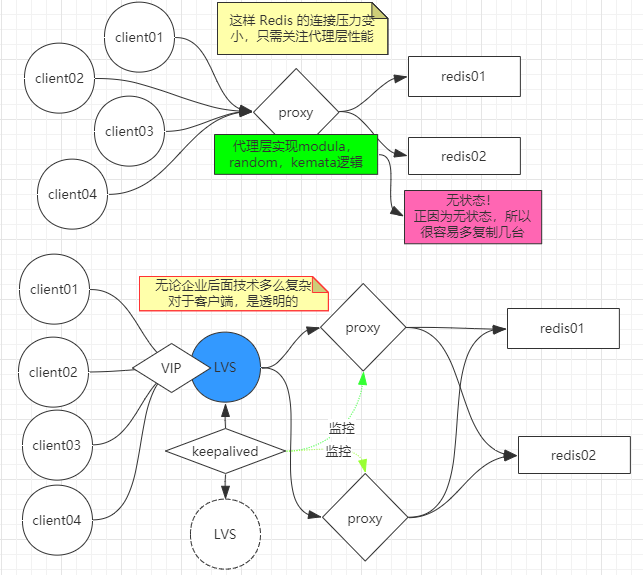 这样 Redis 的连接压力变
小，只需关注代理层性能
client01
client02
client03
client04
proxy
redis01
redis02
代理层实现modula，
random，kemata逻辑
无状态！
正因为无状态，所以
很容易多复制几台
无论企业后面技术多么复杂
对于客户端，是透明的
client01
client02
client03
client04
VIP
LVS
keepalived
LVS
监控
监控
proxy
proxy
redis01
redis02